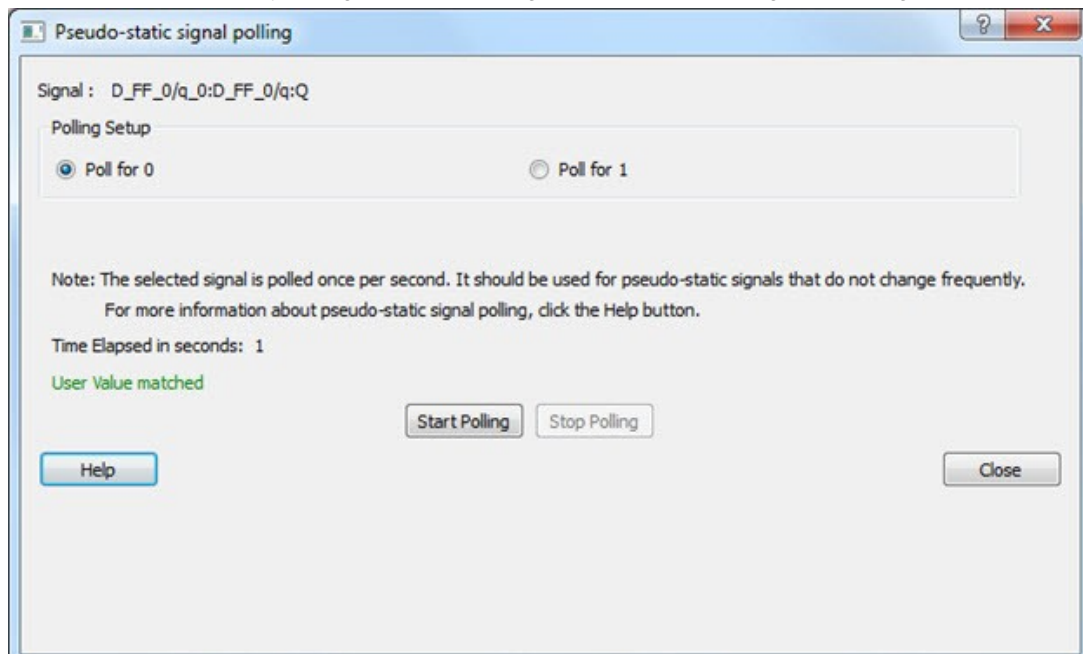 Pseudo-static signal polling
Signal : D_FF_0/q_0:D_FF_0/q:Q
Polling Setup
Poll for 0 Poll for 1
Note: The selected signal is polled once per second. It should be used for pseudo-static signals that do not change frequently.
For more information about pseudo-static signal polling, click the Help button.
Time Elapsed in seconds: 1
User Value matched
Start Polling Stop Polling
Help Close